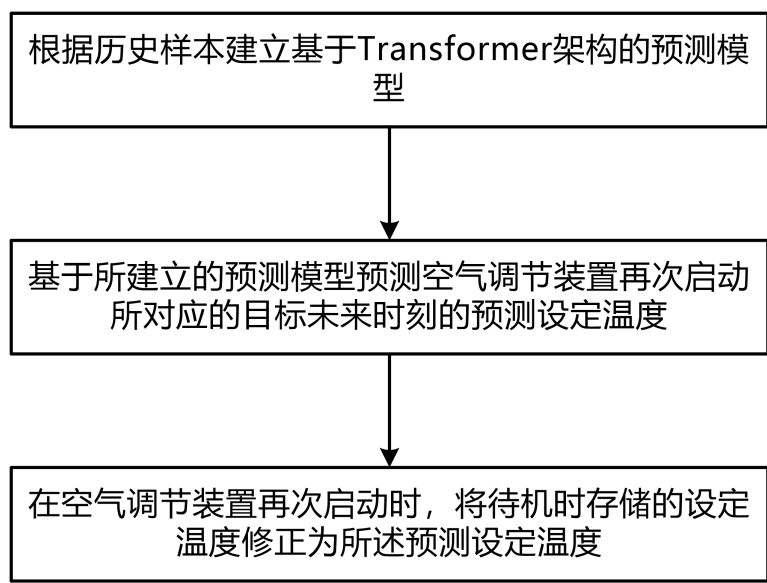 根据历史样本建立基于Transformer架构的预测模
型
基于所建立的预测模型预测空气调节装置再次启动
所对应的目标未来时刻的预测设定温度
在空气调节装置再次启动时，将待机时存储的设定
温度修正为所述预测设定温度